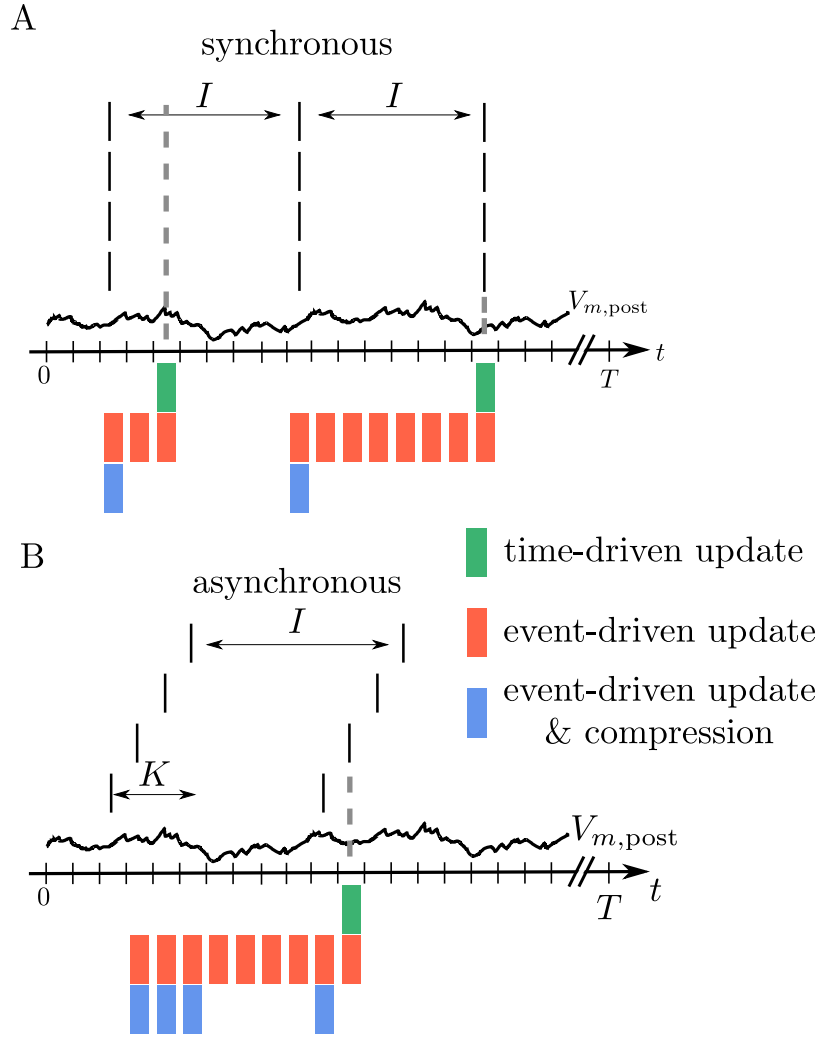 A
synchronous
I I
V_{m,post}
0 T t
B
time-driven update
asynchronous
I
event-driven update
event-driven update
& compression
K
V_{m,post}
0 T t